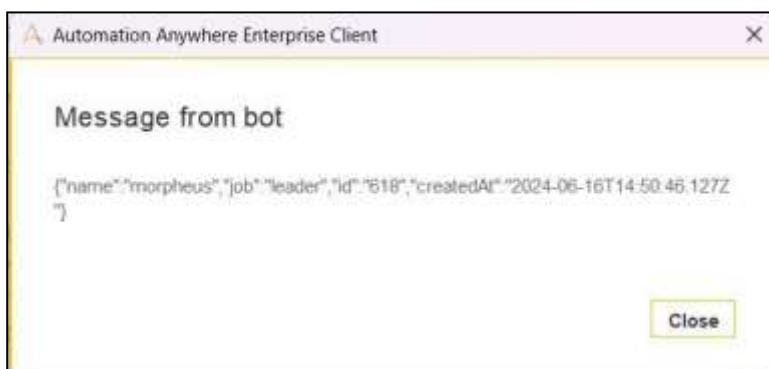 Automation Anywhere Enterprise Client
Message from bot
{"name":"morpheus","job":"leader","id":"618","createdAt":"2024-06-16T14:50:46.127Z
"}
Close